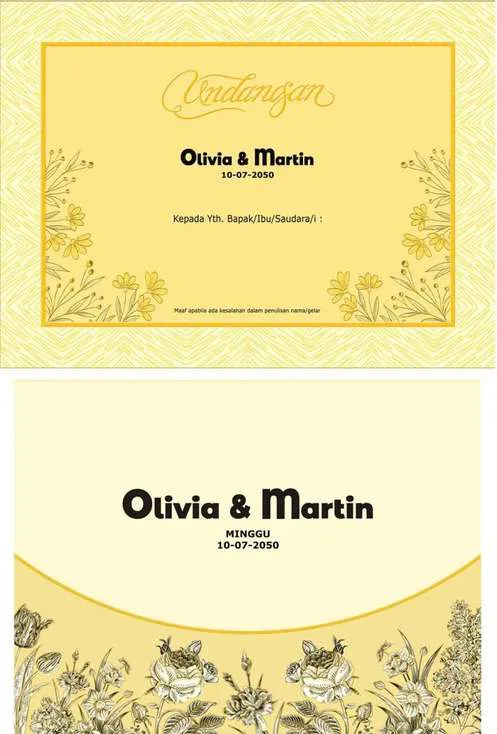 Undangan
Olivia & Martin
10-07-2050
Kepada Yth. Bapak/Ibu/Saudara/i :
Maaf apabila ada kesalahan dalam penulisan nama/gelar
Olivia & Martin
MINGGU
10-07-2050